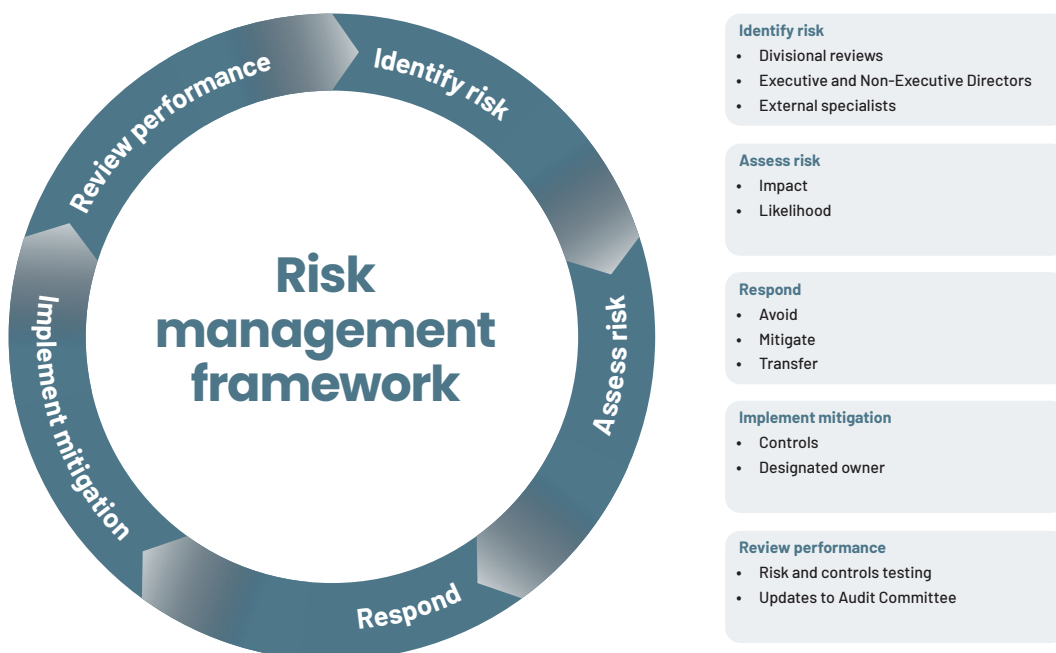 Identify risk
Assess risk
Respond
Implement mitigation
Review performance
Risk
management
framework
Identify risk
• Divisional reviews
• Executive and Non-Executive Directors
• External specialists
Assess risk
• Impact
• Likelihood
Respond
• Avoid
• Mitigate
• Transfer
Implement mitigation
• Controls
• Designated owner
Review performance
• Risk and controls testing
• Updates to Audit Committee